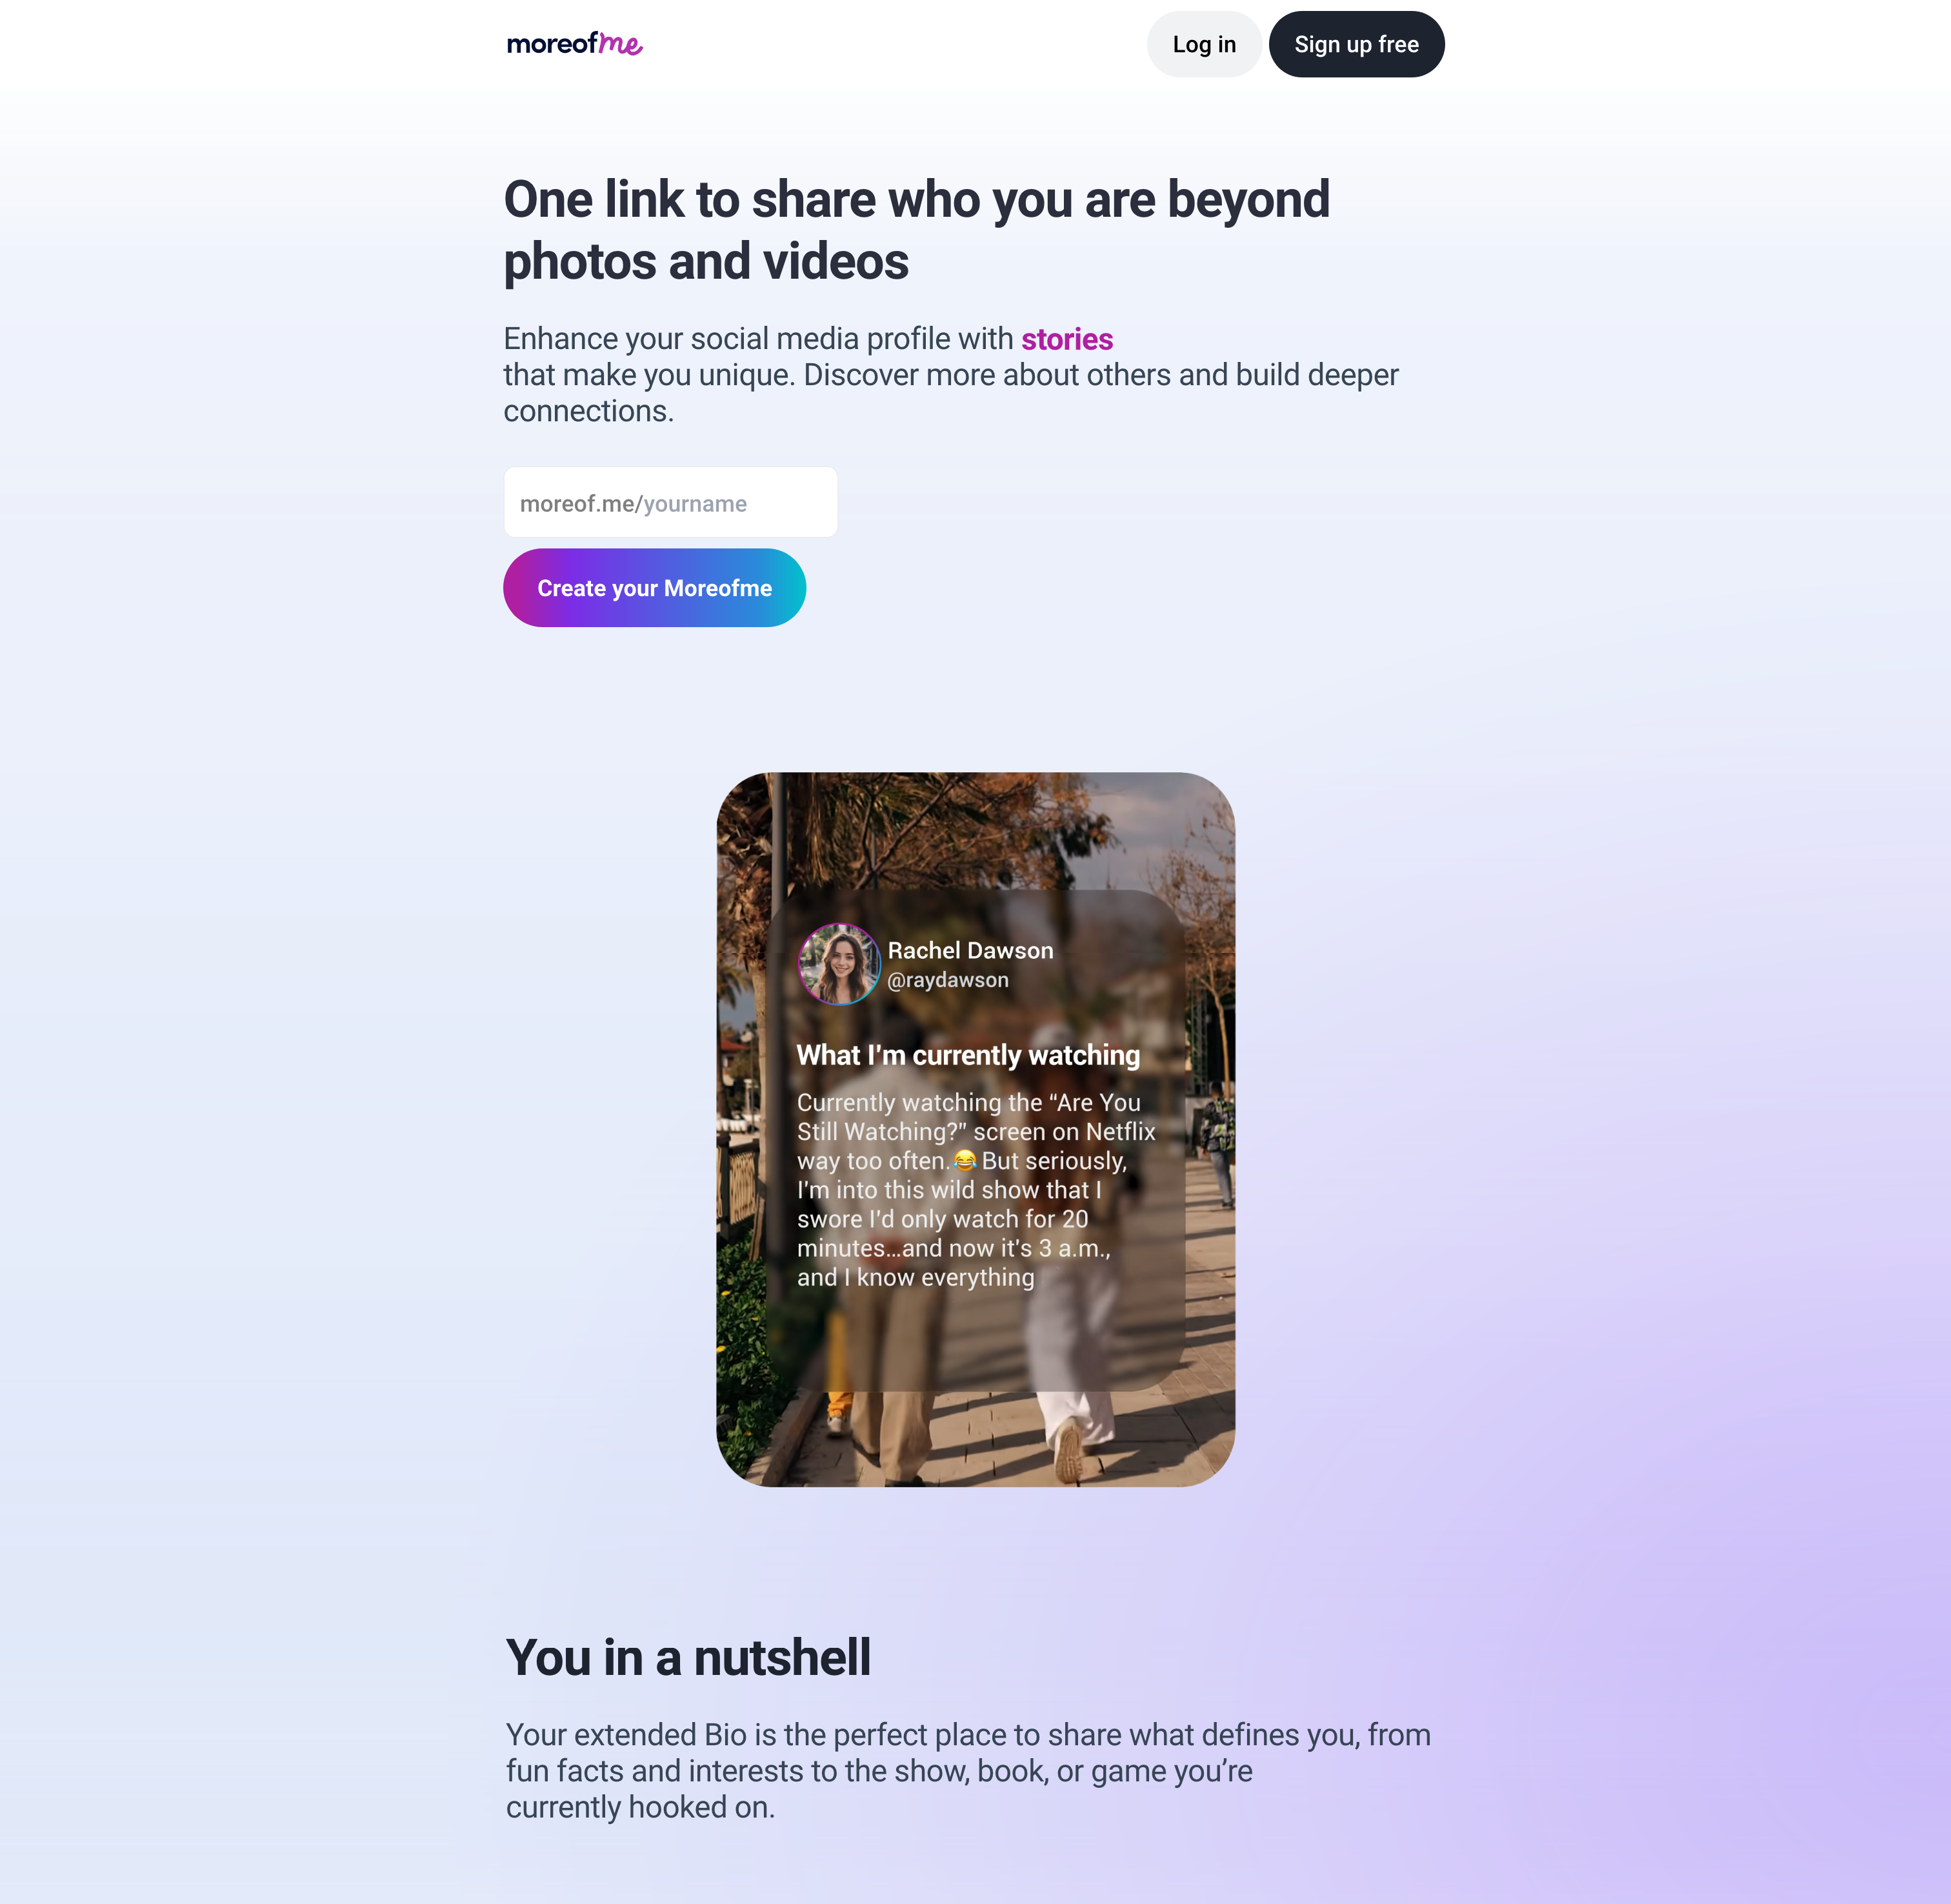 moreofme
Log in
Sign up free
One link to share who you are beyond
photos and videos
Enhance your social media profile with stories
that make you unique. Discover more about others and build deeper
connections.
moreof.me/yourname
Create your Moreofme
Rachel Dawson
@raydawson
What I'm currently watching
Currently watching the “Are You
Still Watching?” screen on Netflix
way too often.😂 But seriously,
I'm into this wild show that I
swore I'd only watch for 20
minutes...and now it's 3 a.m.,
and I know everything
You in a nutshell
Your extended Bio is the perfect place to share what defines you, from
fun facts and interests to the show, book, or game you’re
currently hooked on.